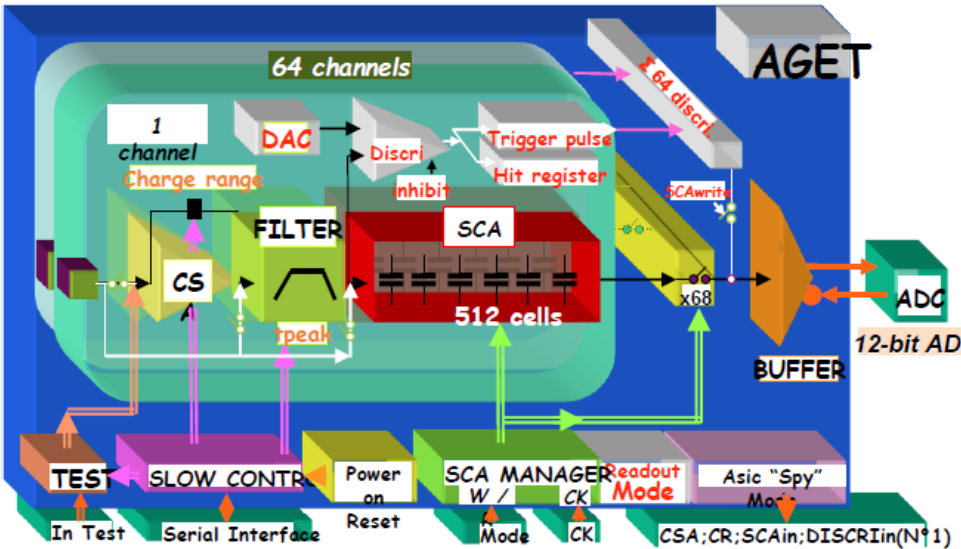 AGET
64 channels
Σ 64 discri
1
channel
DAC
Discri
Trigger pulse
Hit register
inhibit
SCAwrite
Charge range
FILTER
SCA
CS
A
512 cells
tpeak
x68
ADC
12-bit AD
BUFFER
TEST
SLOW CONTR
Power
on
Reset
SCA MANAGER
W /
CK
Readout
Mode
Asic “Spy”
Mode
In Test
Serial Interface
Mode
CK
CSA;CR;SCAin;DISCRIin(N°1)